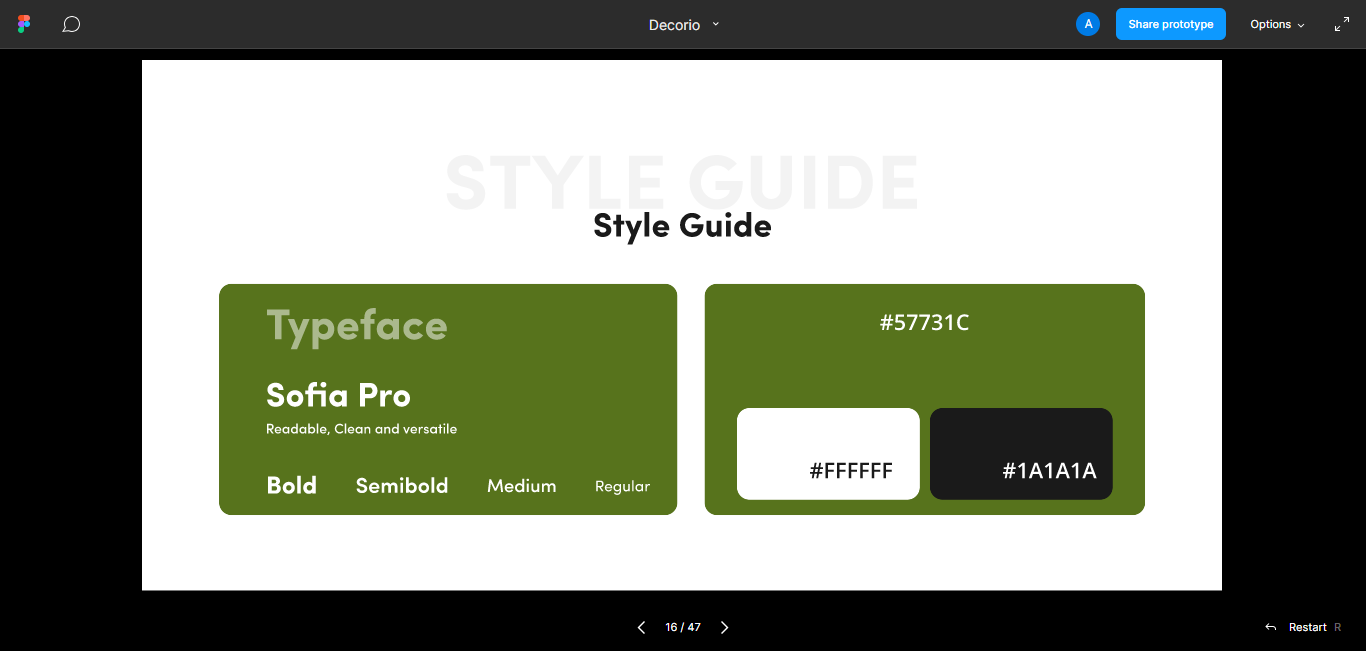 Decorio
A
Share prototype
Options
STYLE GUIDE
Style Guide
Typeface
Sofia Pro
Readable, Clean and versatile
Bold Semibold Medium Regular
#57731C
#FFFFFF
#1A1A1A
16 / 47
Restart R